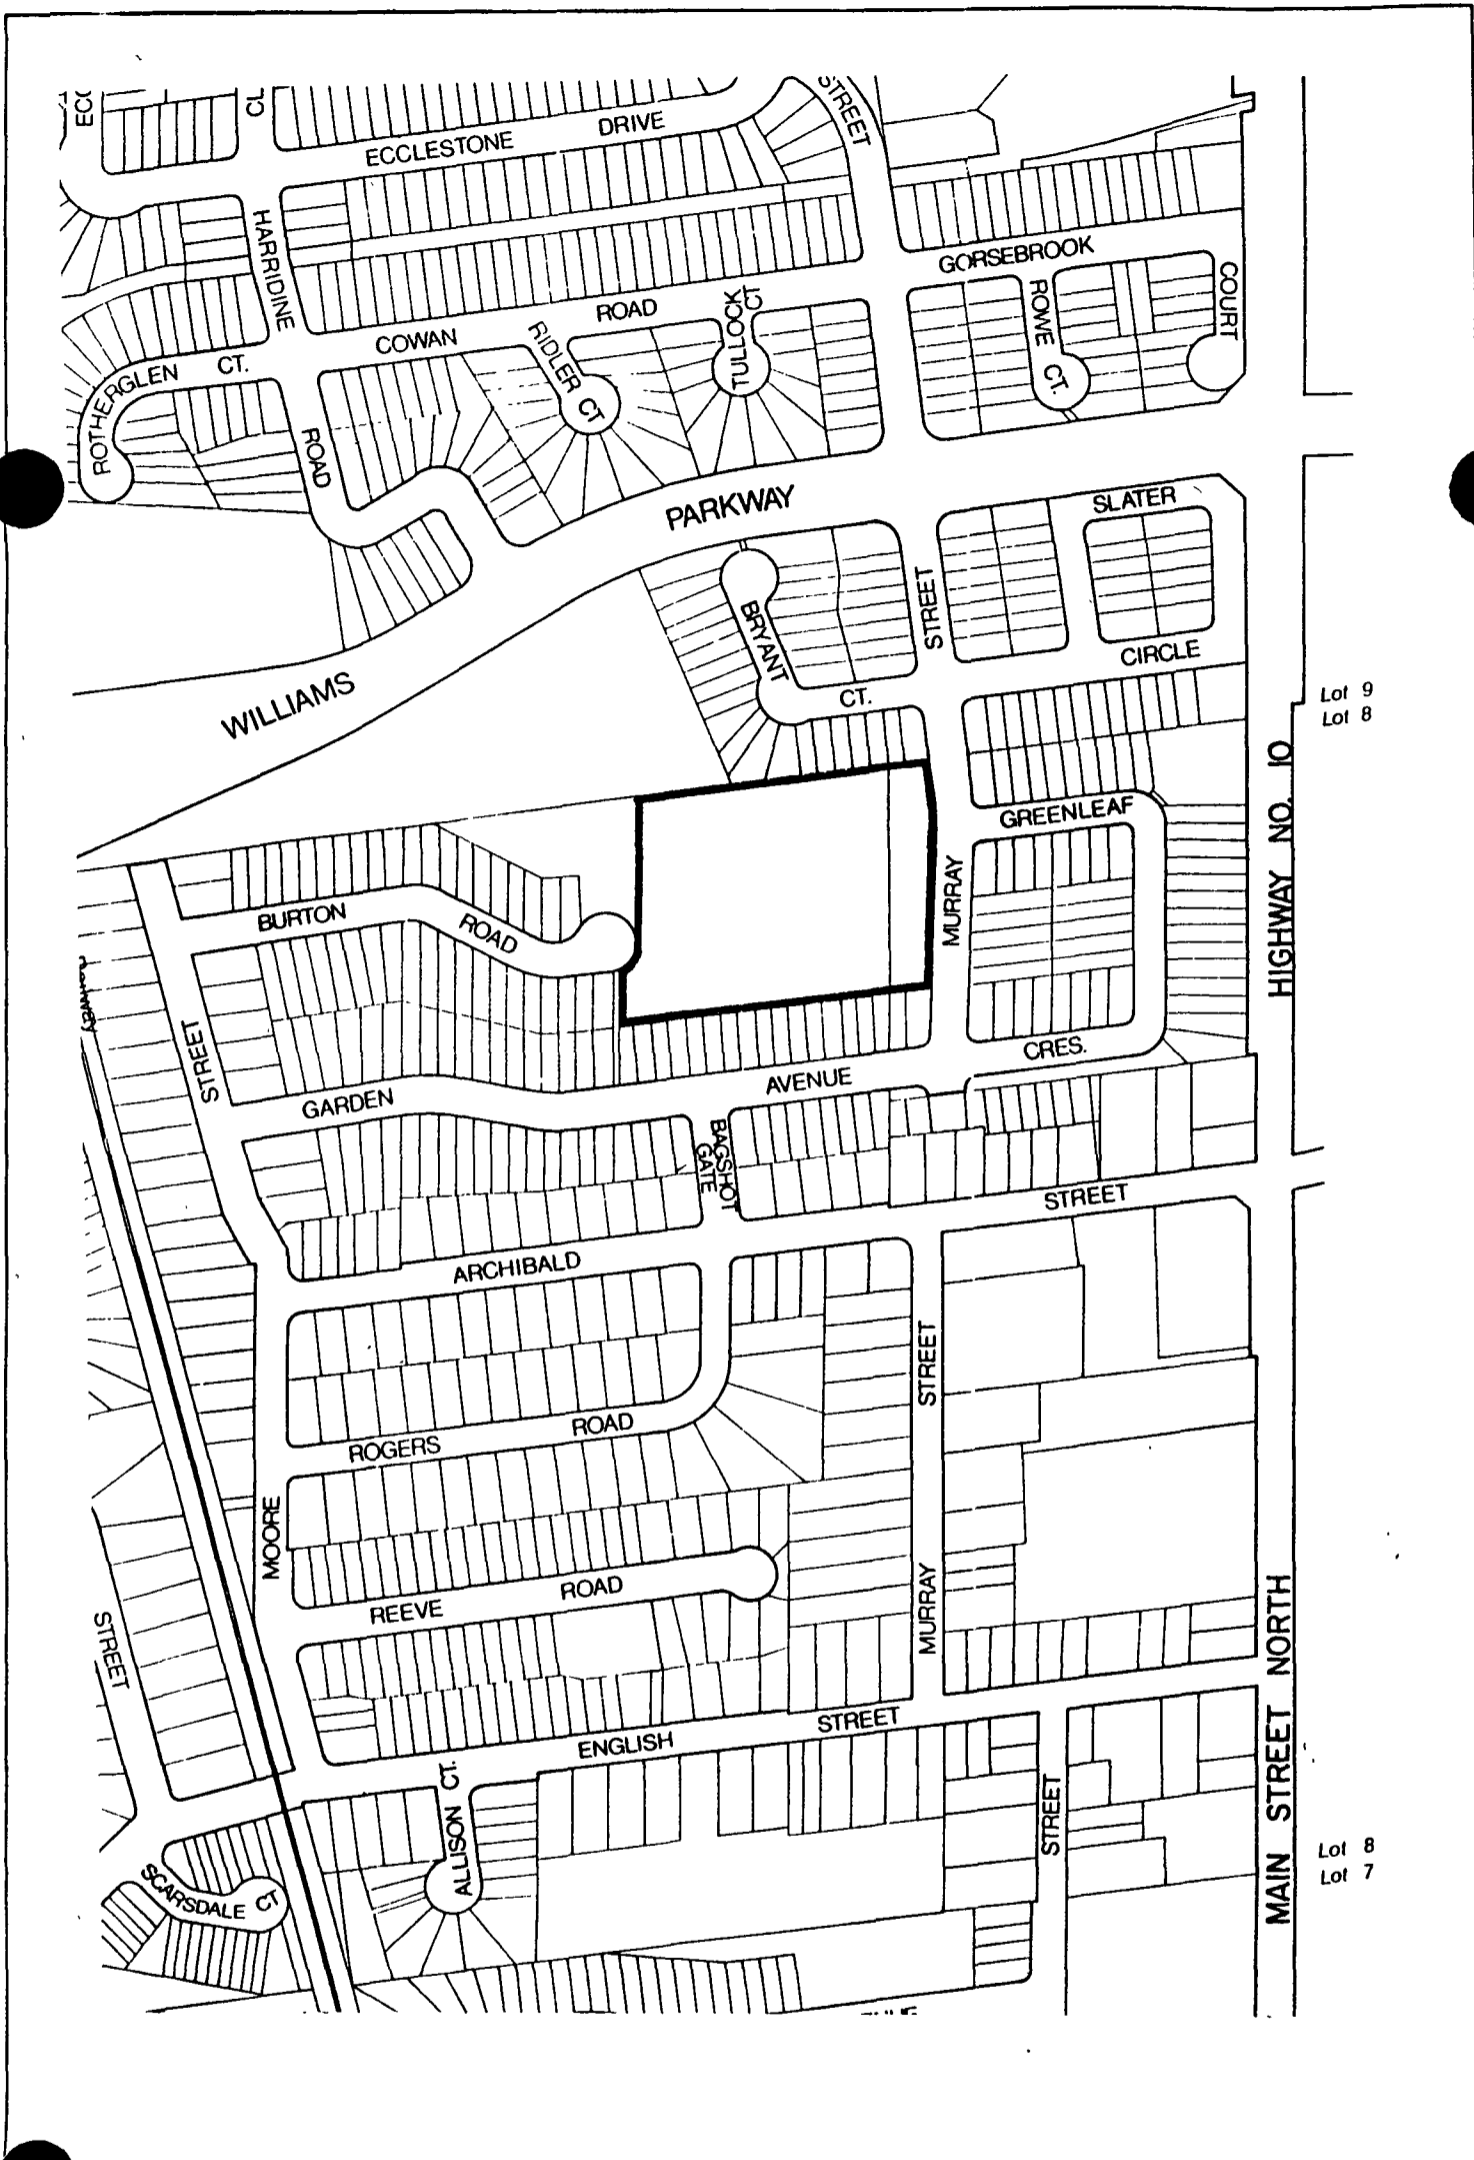 ECC
CL
STREET
ECCLESTONE DRIVE
HARRIDINE
GORSEBROOK
COURT
ROWE CT.
COWAN ROAD
RIDLER CT
TULLOCK CT
ROTHERGLEN CT.
ROAD
PARKWAY
SLATER
STREET
BRYANT
CT.
CIRCLE
WILLIAMS
Lot 9
Lot 8
HIGHWAY NO. 10
GREENLEAF
MURRAY
BURTON ROAD
STREET
CRES.
GARDEN AVENUE
BAGSHOT
GATE
STREET
ARCHIBALD
STREET
ROGERS ROAD
MOORE
REEVE ROAD
MURRAY
STREET
ENGLISH STREET
ALLISON CT.
STREET
MAIN STREET NORTH
Lot 8
Lot 7
SCARSDALE CT